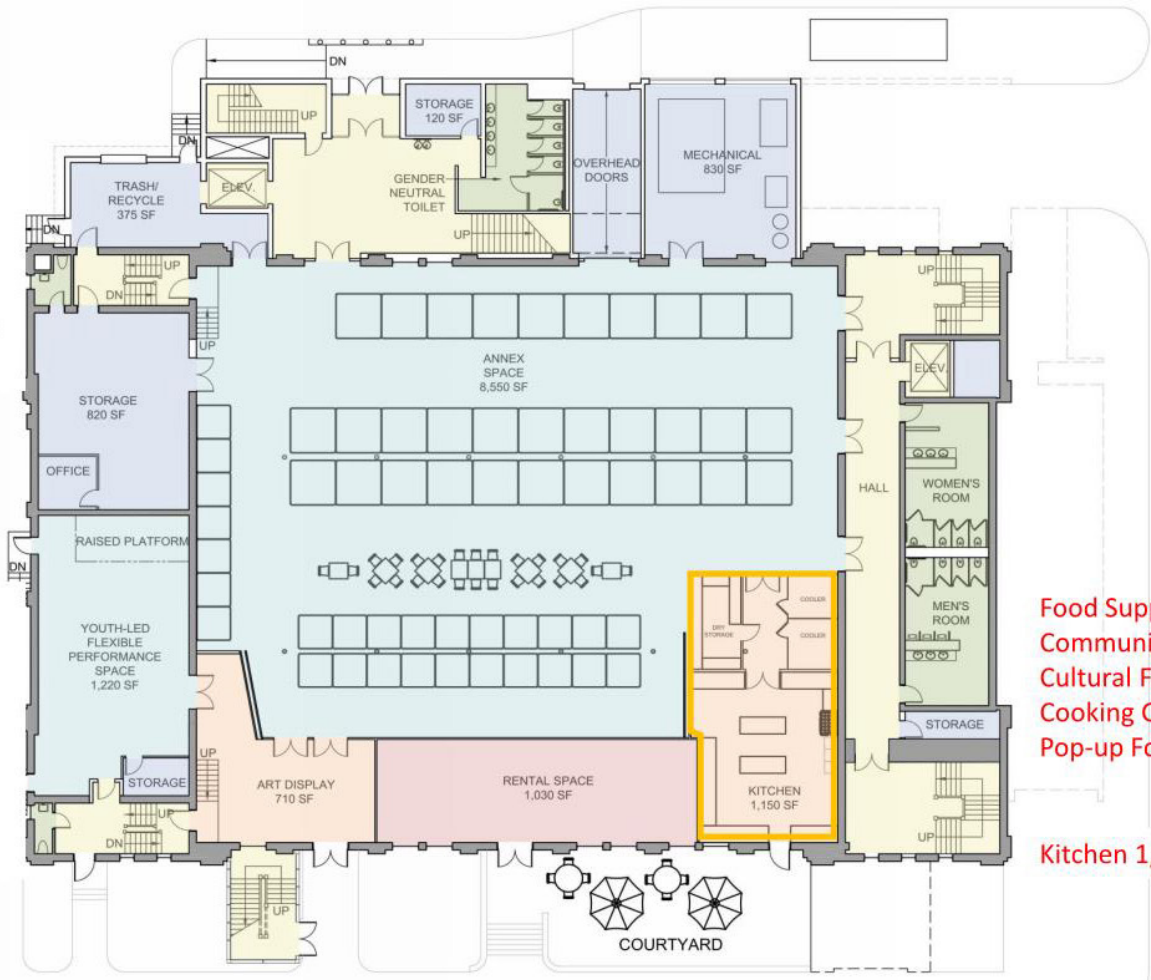 DN
UP
STORAGE
120 SF
DN
TRASH/
RECYCLE
375 SF
ELEV.
GENDER
NEUTRAL
TOILET
OVERHEAD
DOORS
MECHANICAL
830 SF
UP
DN
UP
DN
UP
UP
ANNEX
SPACE
8,550 SF
ELEV.
STORAGE
820 SF
OFFICE
HALL
WOMEN'S
ROOM
RAISED PLATFORM
DN
MEN'S
ROOM
COOLER
DRY
STORAGE
COOLER
YOUTH-LED
FLEXIBLE
PERFORMANCE
SPACE
1,220 SF
STORAGE
UP
STORAGE
ART DISPLAY
710 SF
RENTAL SPACE
1,030 SF
KITCHEN
1,150 SF
UP
DN
UP
UP
COURTYARD
Food Supp
Communi
Cultural F
Cooking C
Pop-up Fo
Kitchen 1,